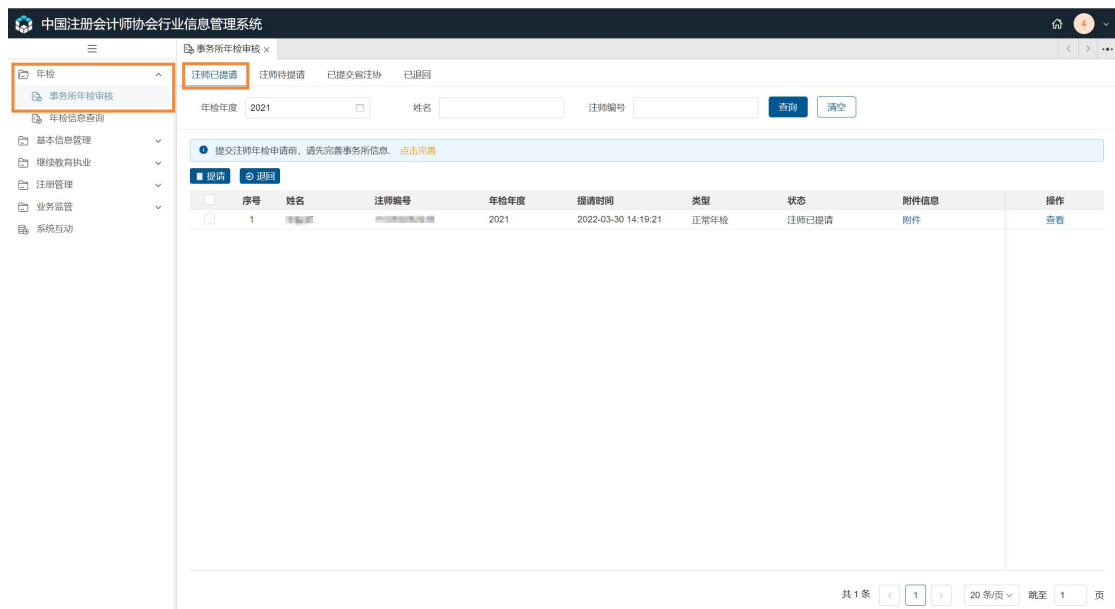 中国注册会计师协会行业信息管理系统
4
事务所年检审核 ×
年检
事务所年检审核
年检信息查询
基本信息管理
继续教育执业
注册管理
业务监管
系统互动
注师已提请 注师待提请 已提交省注协 已退回
年检年度 2021 姓名 注师编号 查询 清空
提交注师年检申请前，请先完善事务所信息. 点击完善
提请 退回
序号 姓名 注师编号 年检年度 提请时间 类型 状态 附件信息 操作
1 2021 2022-03-30 14:19:21 正常年检 注师已提请 附件 查看
共 1 条 < 1 > 20 条/页 跳至 1 页